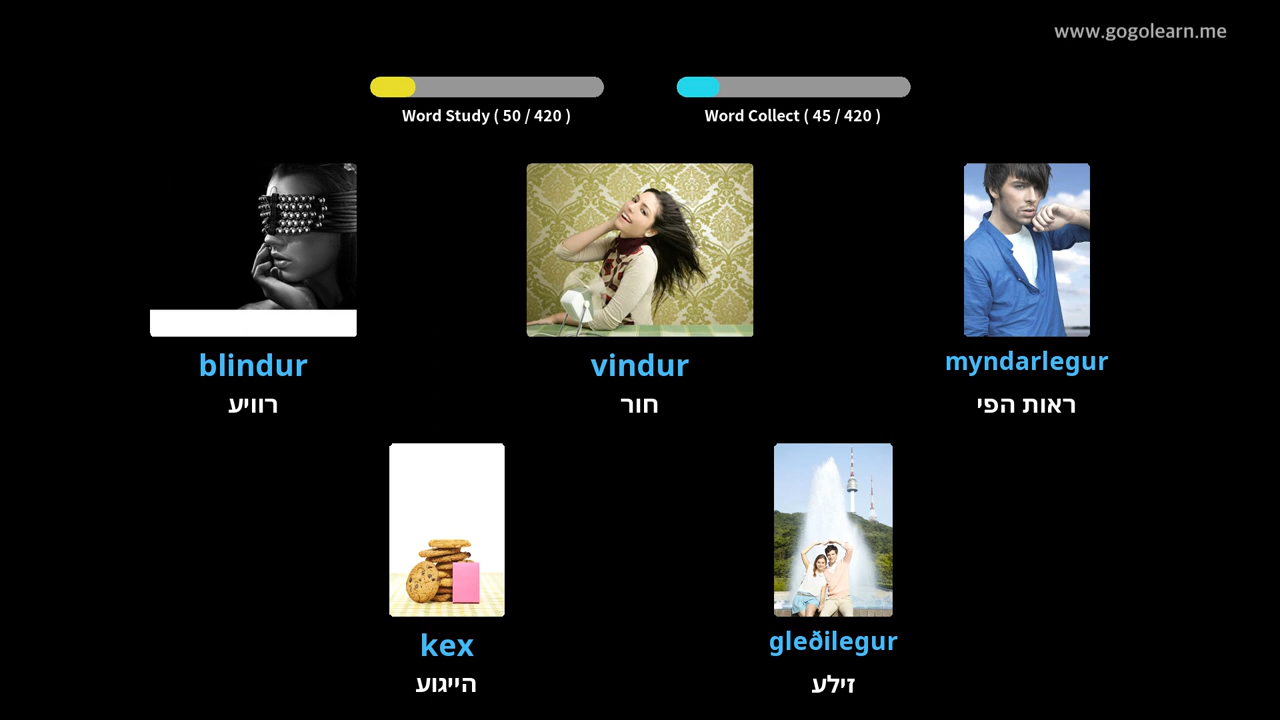 www.gogolearn.me
Word Study ( 50 / 420 )
Word Collect ( 45 / 420 )
blindur
רוויע
vindur
חור
myndarlegur
ראות הפי
kex
הייגוע
gleðilegur
זילע